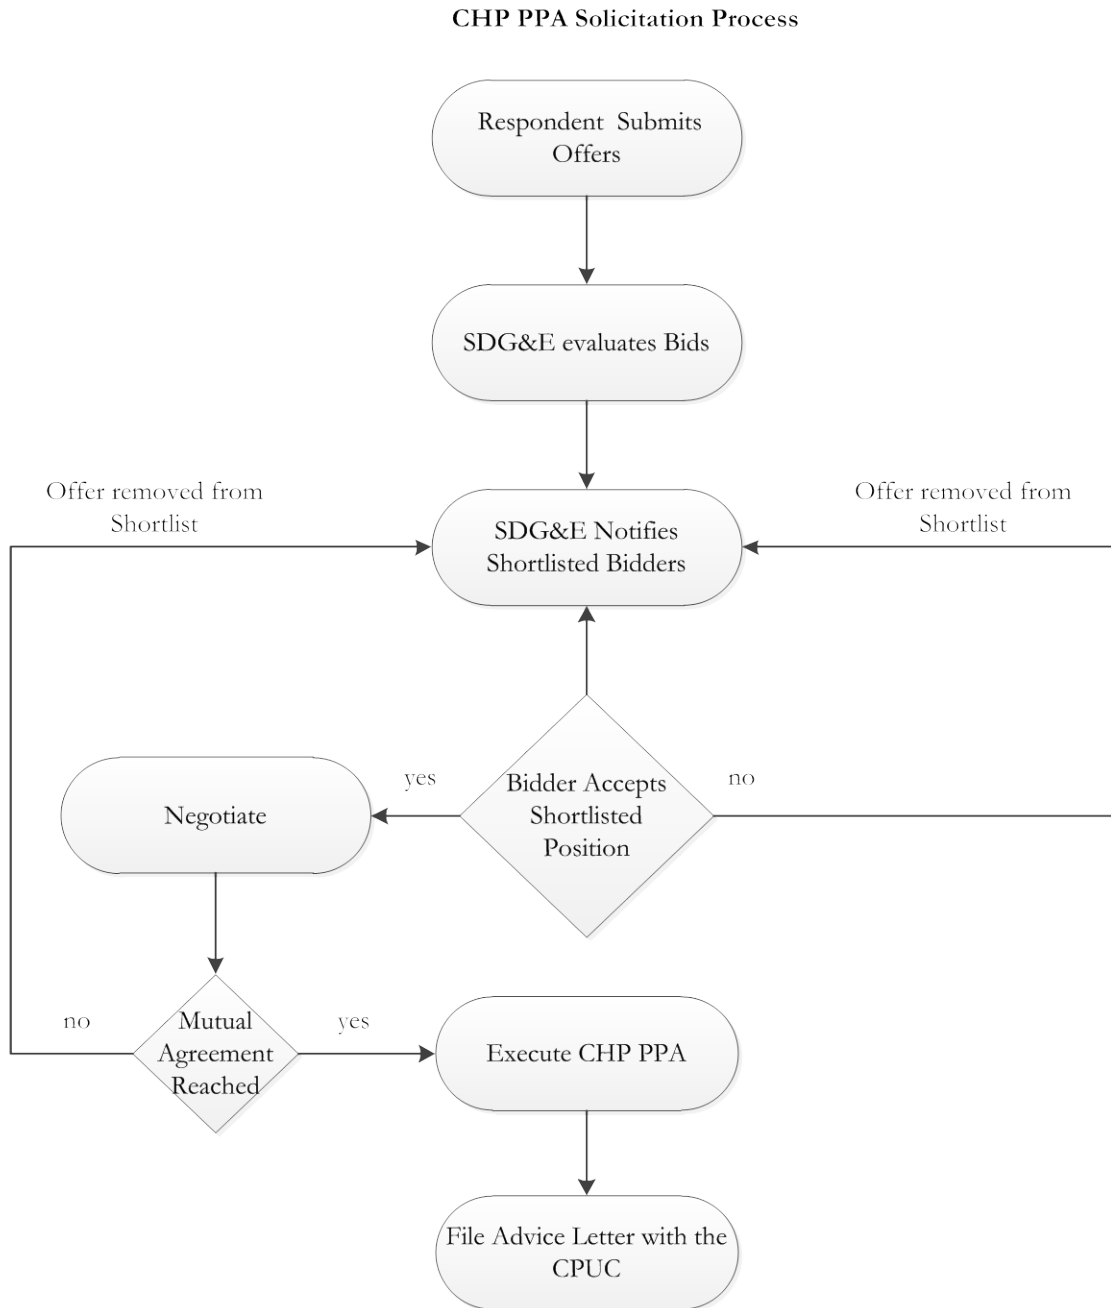 CHP PPA Solicitation Process
Respondent Submits
Offers
SDG&E evaluates Bids
Offer removed from
Shortlist
SDG&E Notifies
Shortlisted Bidders
Offer removed from
Shortlist
Negotiate
yes
Bidder Accepts
Shortlisted
Position
no
no
Mutual
Agreement
Reached
yes
Execute CHP PPA
File Advice Letter with the
CPUC